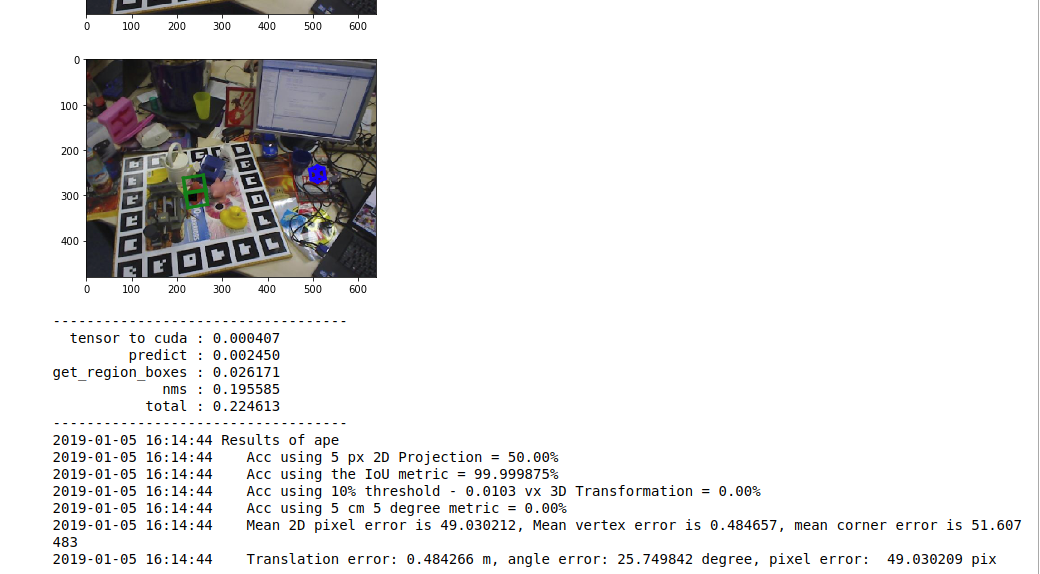 0 100 200 300 400 500 600
0
100
200
300
400
0 100 200 300 400 500 600
-----------------------------------
tensor to cuda : 0.000407
predict : 0.002450
get_region_boxes : 0.026171
nms : 0.195585
total : 0.224613
-----------------------------------
2019-01-05 16:14:44 Results of ape
2019-01-05 16:14:44    Acc using 5 px 2D Projection = 50.00%
2019-01-05 16:14:44    Acc using the IoU metric = 99.999875%
2019-01-05 16:14:44    Acc using 10% threshold - 0.0103 vx 3D Transformation = 0.00%
2019-01-05 16:14:44    Acc using 5 cm 5 degree metric = 0.00%
2019-01-05 16:14:44    Mean 2D pixel error is 49.030212, Mean vertex error is 0.484657, mean corner error is 51.607
483
2019-01-05 16:14:44    Translation error: 0.484266 m, angle error: 25.749842 degree, pixel error:  49.030209 pix